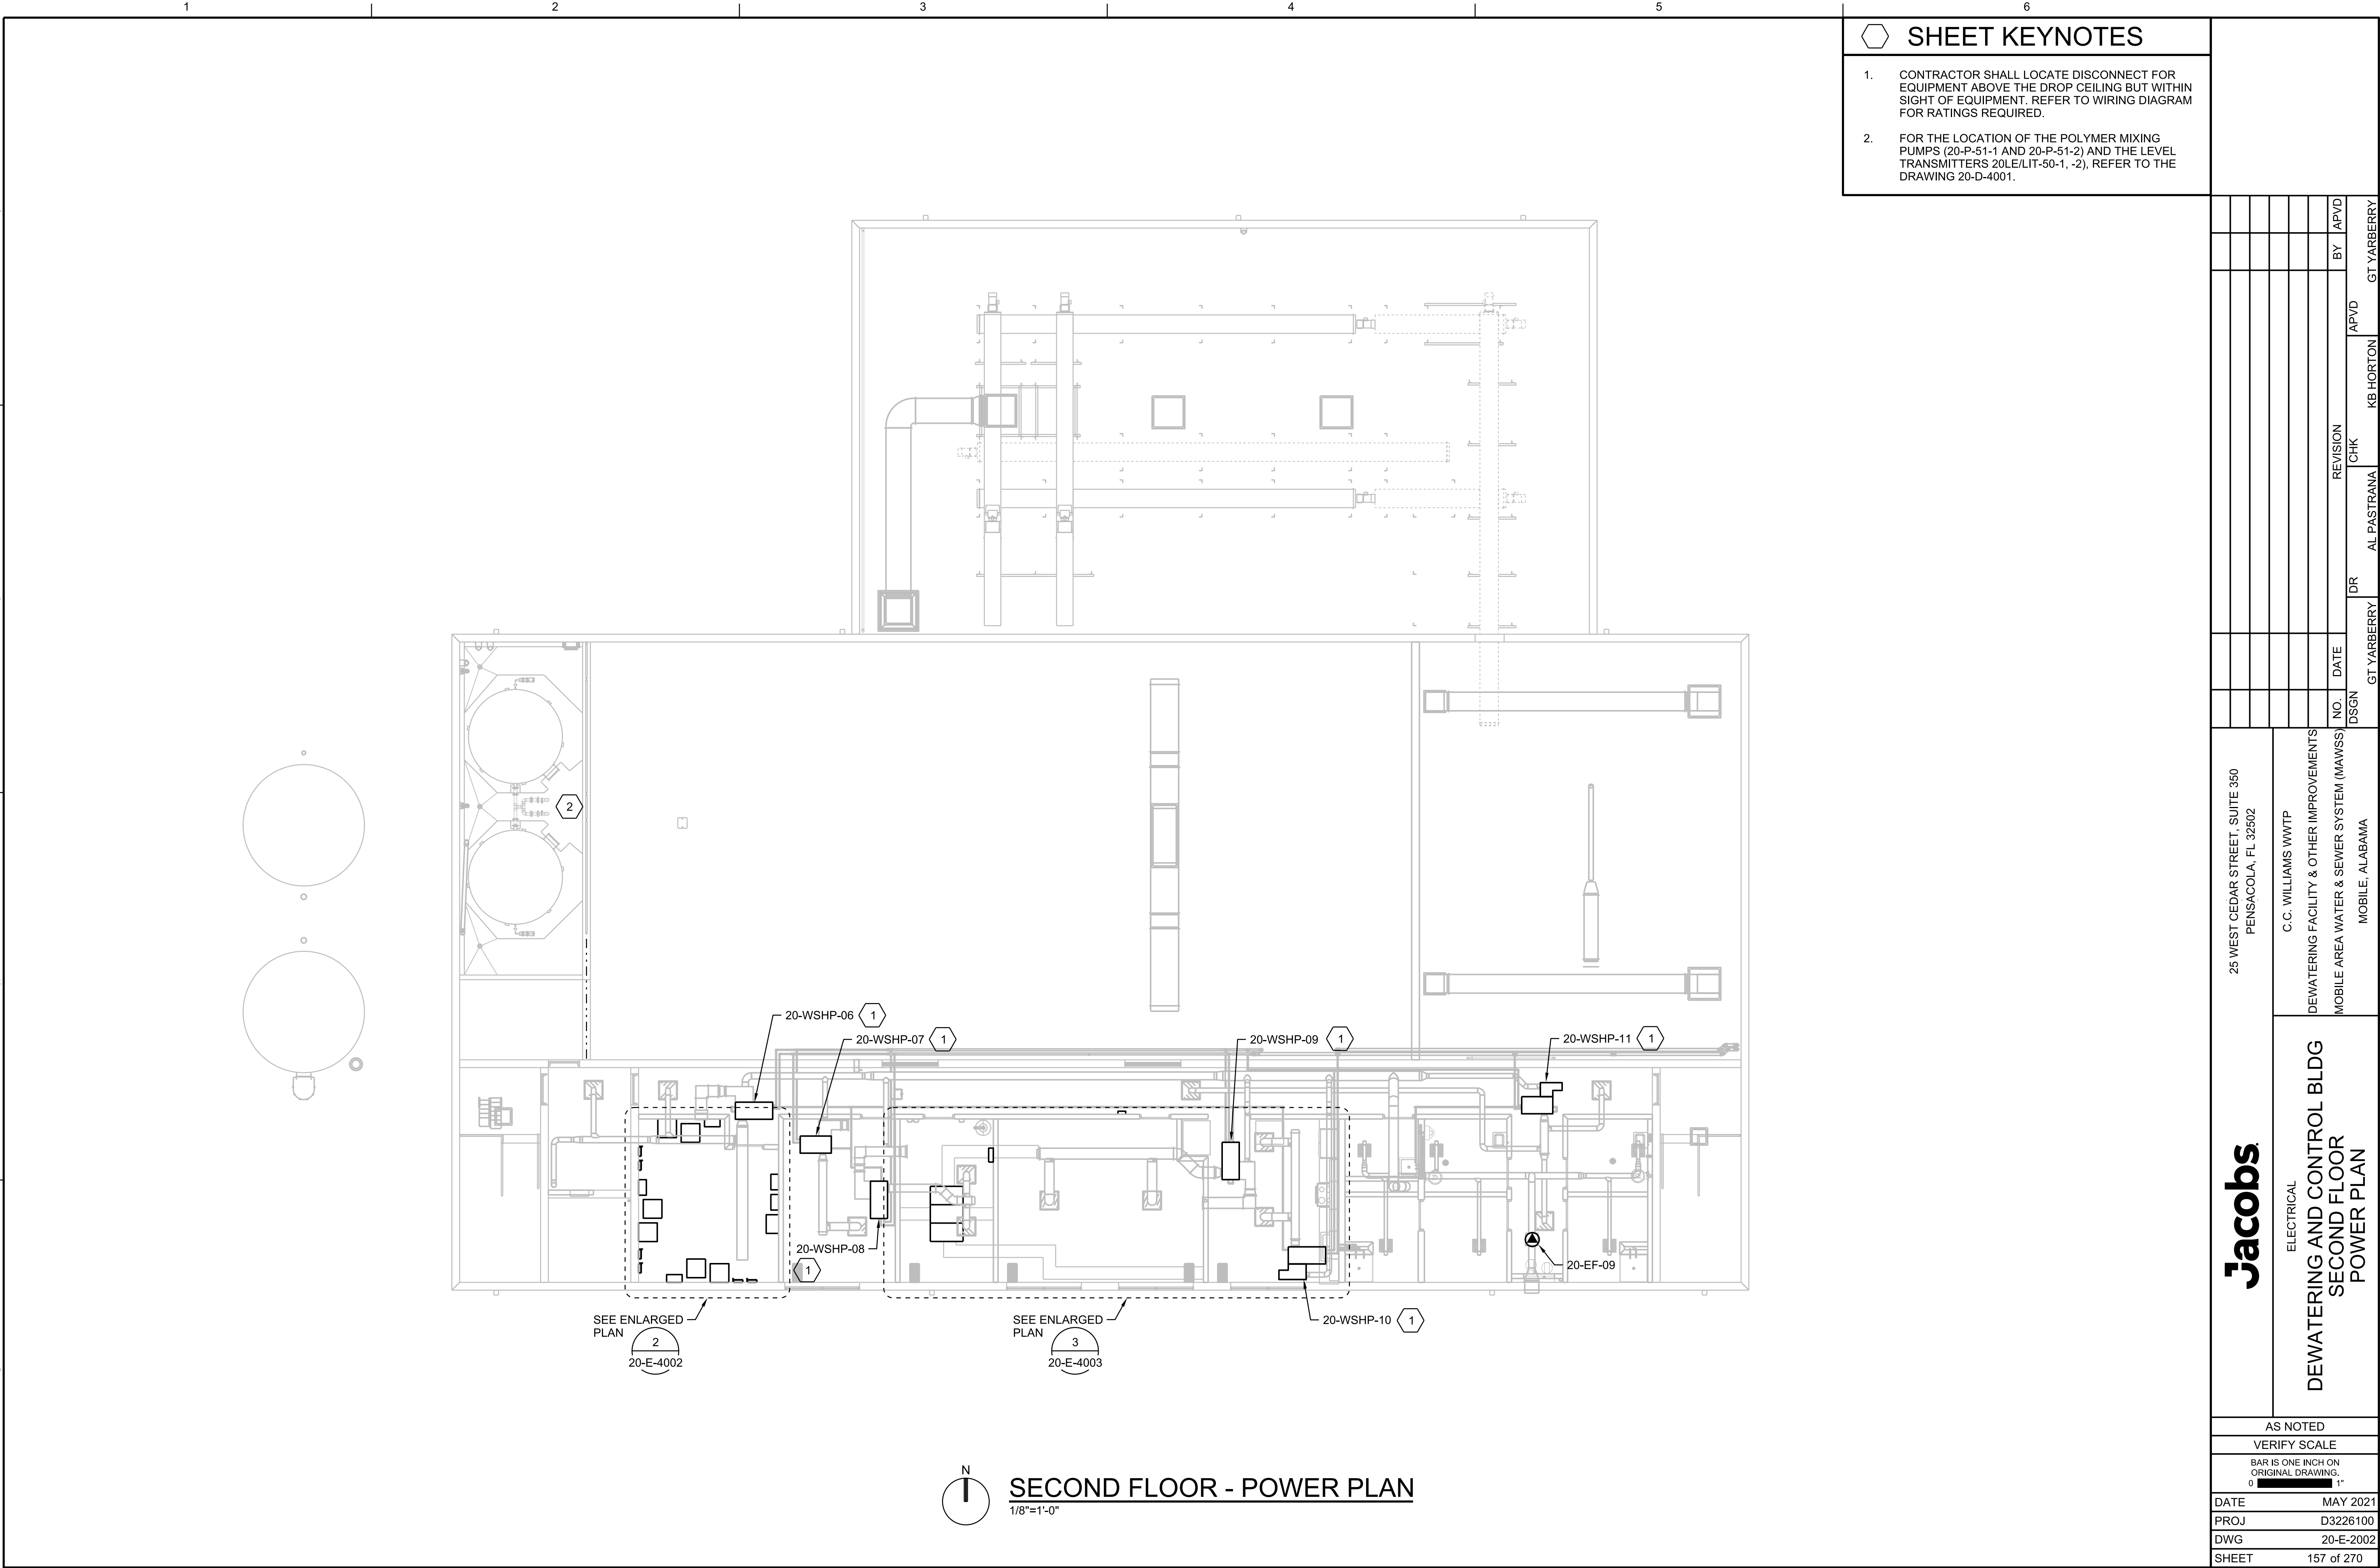 1 2 3 4 5 6
SHEET KEYNOTES
1. CONTRACTOR SHALL LOCATE DISCONNECT FOR
EQUIPMENT ABOVE THE DROP CEILING BUT WITHIN
SIGHT OF EQUIPMENT. REFER TO WIRING DIAGRAM
FOR RATINGS REQUIRED.
2. FOR THE LOCATION OF THE POLYMER MIXING
PUMPS (20-P-51-1 AND 20-P-51-2) AND THE LEVEL
TRANSMITTERS 20LE/LIT-50-1, -2), REFER TO THE
DRAWING 20-D-4001.
2
20-WSHP-06 1
20-WSHP-07 1
20-WSHP-09 1
20-WSHP-11 1
20-WSHP-08
1
20-EF-09
20-WSHP-10 1
SEE ENLARGED
PLAN
2
20-E-4002
SEE ENLARGED
PLAN
3
20-E-4003
N
SECOND FLOOR - POWER PLAN
1/8"=1'-0"
NO. DATE REVISION BY APVD
DSGN DR CHK APVD
GT YARBERRY AL PASTRANA KB HORTON GT YARBERRY
25 WEST CEDAR STREET, SUITE 350
PENSACOLA, FL 32502
C.C. WILLIAMS WWTP
DEWATERING FACILITY & OTHER IMPROVEMENTS
MOBILE AREA WATER & SEWER SYSTEM (MAWSS)
MOBILE, ALABAMA
Jacobs.
ELECTRICAL
DEWATERING AND CONTROL BLDG
SECOND FLOOR
POWER PLAN
AS NOTED
VERIFY SCALE
BAR IS ONE INCH ON
ORIGINAL DRAWING.
0 1"
DATE MAY 2021
PROJ D3226100
DWG 20-E-2002
SHEET 157 of 270